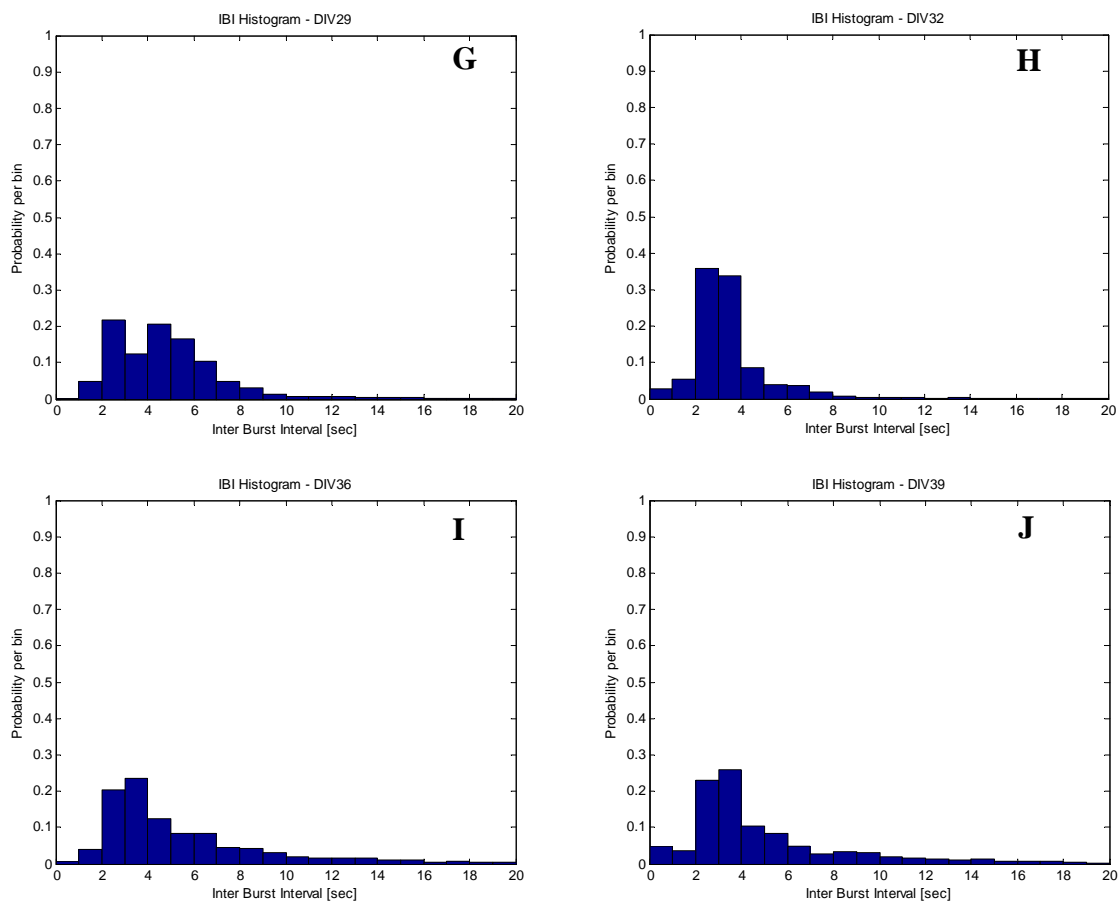 IBI Histogram - DIV29
G
1
0.9
0.8
0.7
0.6
0.5
0.4
0.3
0.2
0.1
0
Probability per bin
0 2 4 6 8 10 12 14 16 18 20
Inter Burst Interval [sec]
IBI Histogram - DIV32
H
1
0.9
0.8
0.7
0.6
0.5
0.4
0.3
0.2
0.1
0
Probability per bin
0 2 4 6 8 10 12 14 16 18 20
Inter Burst Interval [sec]
IBI Histogram - DIV36
I
1
0.9
0.8
0.7
0.6
0.5
0.4
0.3
0.2
0.1
0
Probability per bin
0 2 4 6 8 10 12 14 16 18 20
Inter Burst Interval [sec]
IBI Histogram - DIV39
J
1
0.9
0.8
0.7
0.6
0.5
0.4
0.3
0.2
0.1
0
Probability per bin
0 2 4 6 8 10 12 14 16 18 20
Inter Burst Interval [sec]